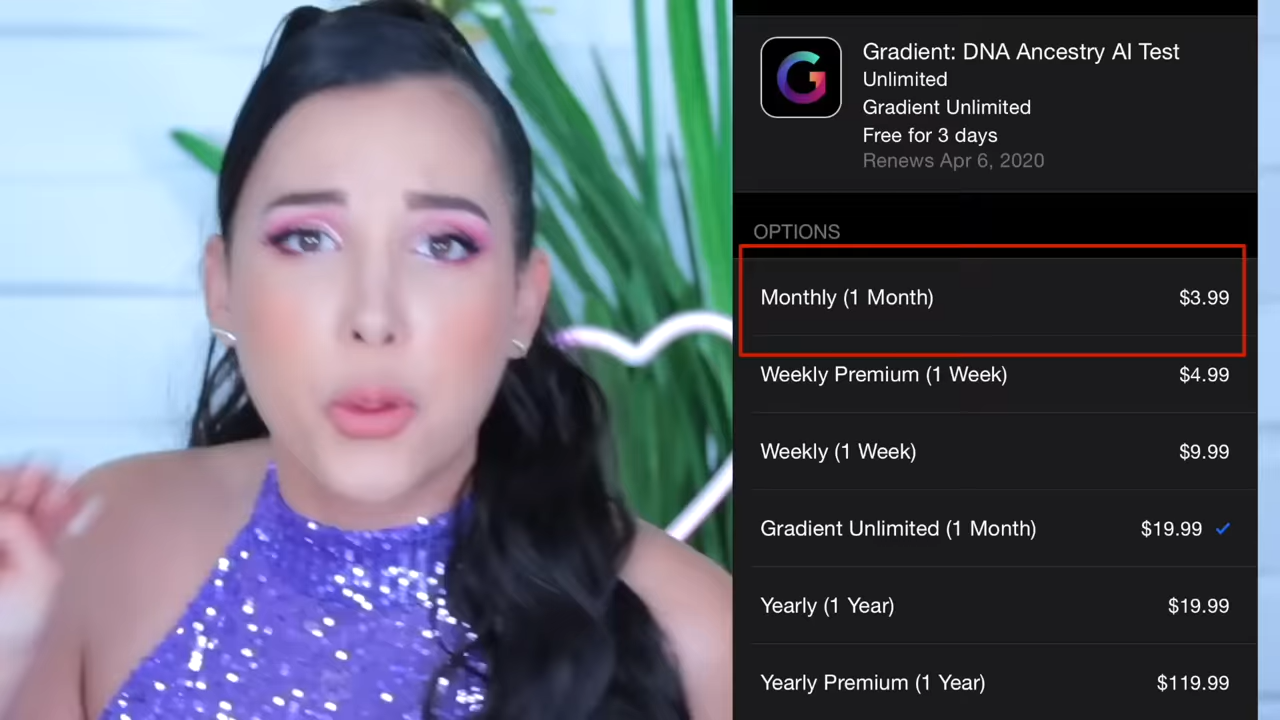 Gradient: DNA Ancestry AI Test
Unlimited
Gradient Unlimited
Free for 3 days
Renews Apr 6, 2020
OPTIONS
Monthly (1 Month) $3.99
Weekly Premium (1 Week) $4.99
Weekly (1 Week) $9.99
Gradient Unlimited (1 Month) $19.99
Yearly (1 Year) $19.99
Yearly Premium (1 Year) $119.99